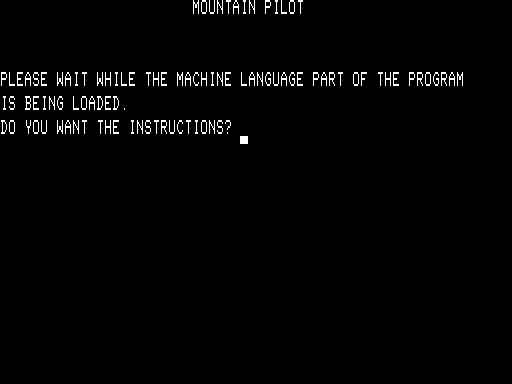 MOUNTAIN PILOT
PLEASE WAIT WHILE THE MACHINE LANGUAGE PART OF THE PROGRAM
IS BEING LOADED.
DO YOU WANT THE INSTRUCTIONS?